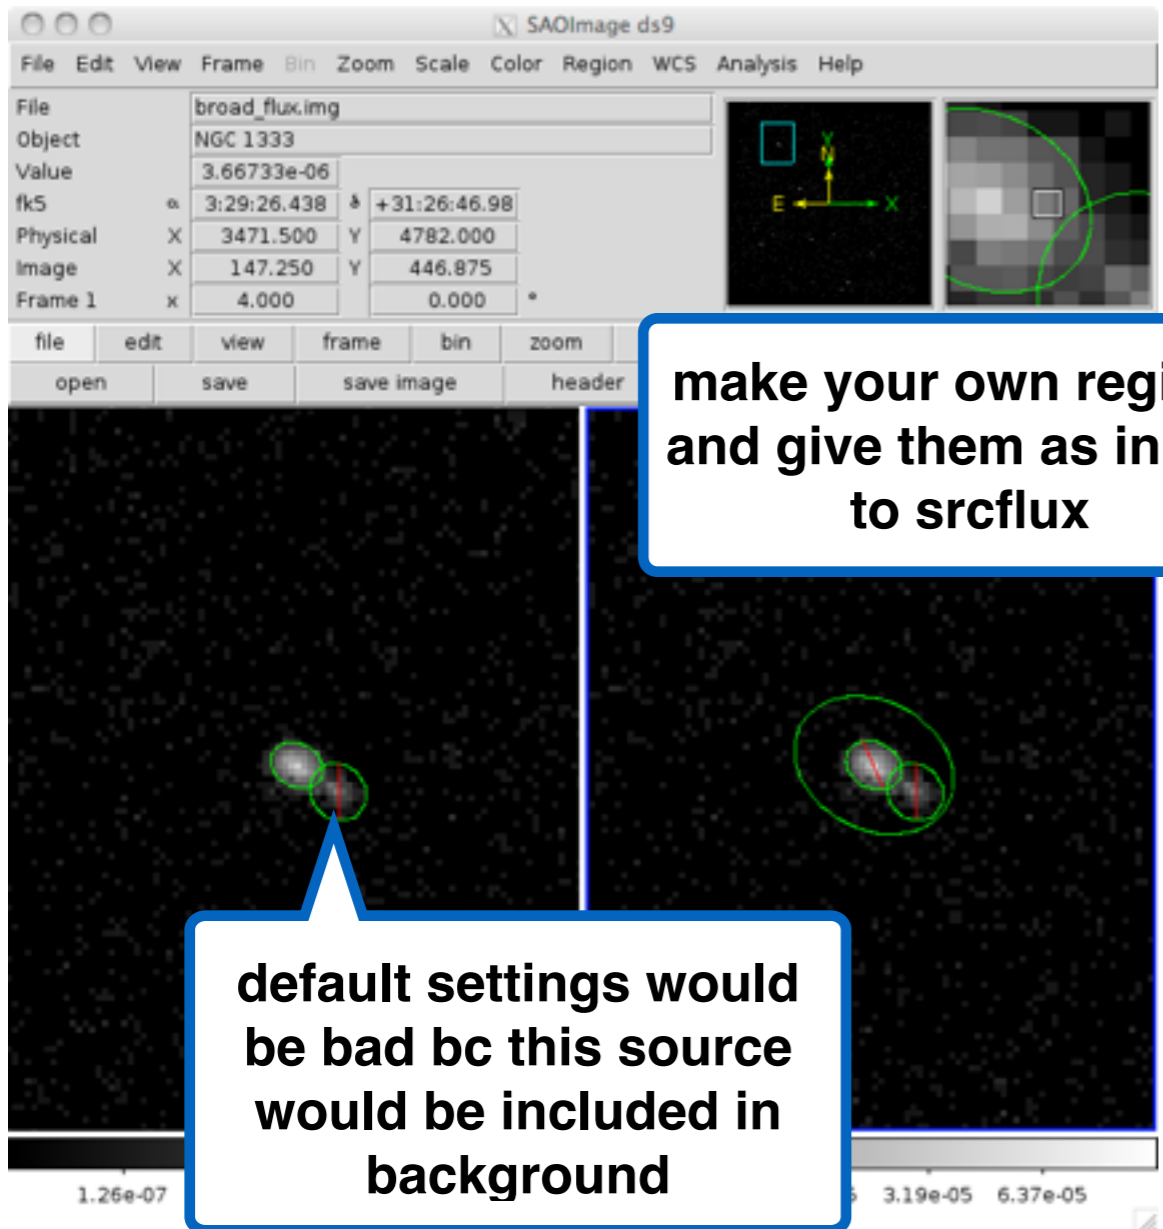 SAOImage ds9
File Edit View Frame Bin Zoom Scale Color Region WCS Analysis Help
File broad_flux.img
Object NGC 1333
Value 3.66733e-06
fk5 α 3:29:26.438 δ +31:26:46.98
Physical X 3471.500 Y 4782.000
Image X 147.250 Y 446.875
Frame 1 x 4.000 0.000 °
Y
N
E X
file edit view frame bin zoom
open save save image header
make your own regi
and give them as in
to srcflux
default settings would
be bad bc this source
would be included in
background
1.26e-07 3.19e-05 6.37e-05